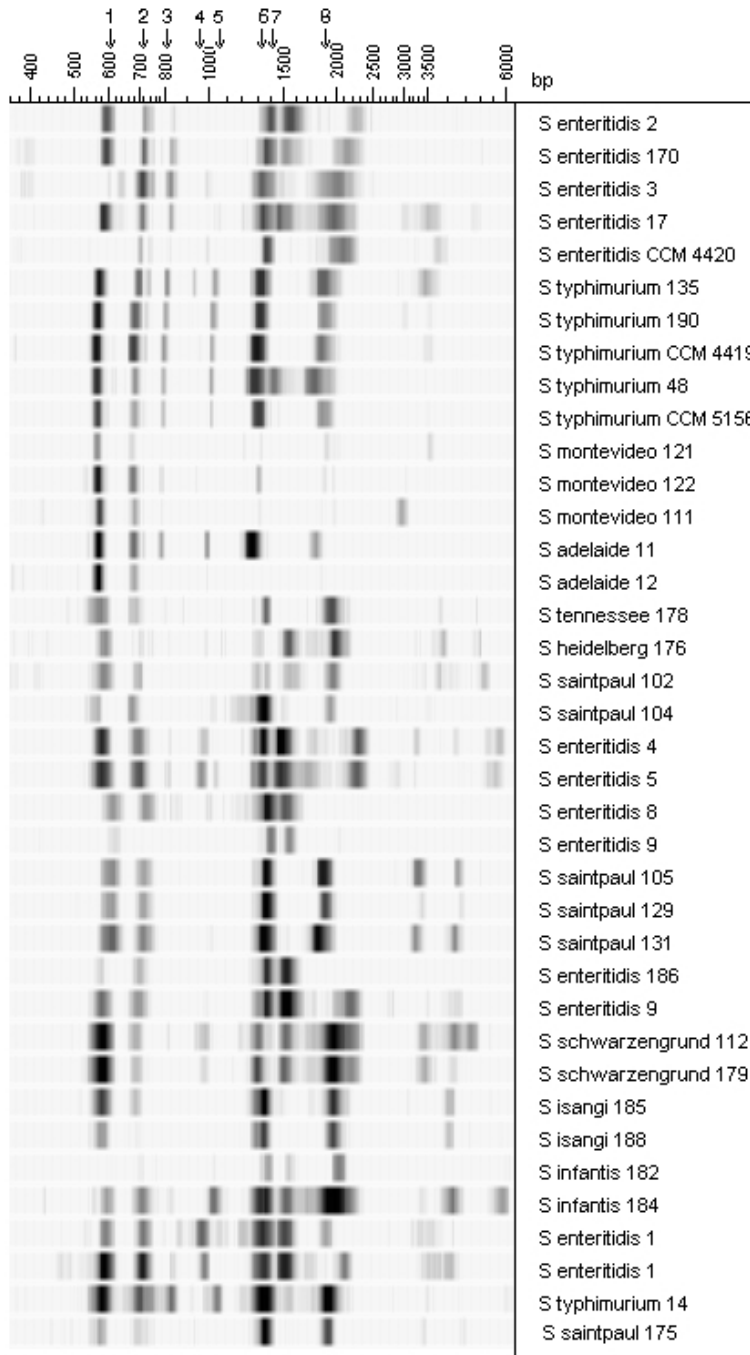 1 2 3 4 5 6 7 8
400 500 600 700 800 1000 1500 2000 2500 3000 3500 6000
bp
S enteritidis 2
S enteritidis 170
S enteritidis 3
S enteritidis 17
S enteritidis CCM 4420
S typhimurium 135
S typhimurium 190
S typhimurium CCM 4419
S typhimurium 48
S typhimurium CCM 5156
S montevideo 121
S montevideo 122
S montevideo 111
S adelaide 11
S adelaide 12
S tennessee 178
S heidelberg 176
S saintpaul 102
S saintpaul 104
S enteritidis 4
S enteritidis 5
S enteritidis 8
S enteritidis 9
S saintpaul 105
S saintpaul 129
S saintpaul 131
S enteritidis 186
S enteritidis 9
S schwarzengrund 112
S schwarzengrund 179
S isangi 185
S isangi 188
S infantis 182
S infantis 184
S enteritidis 1
S enteritidis 1
S typhimurium 14
S saintpaul 175